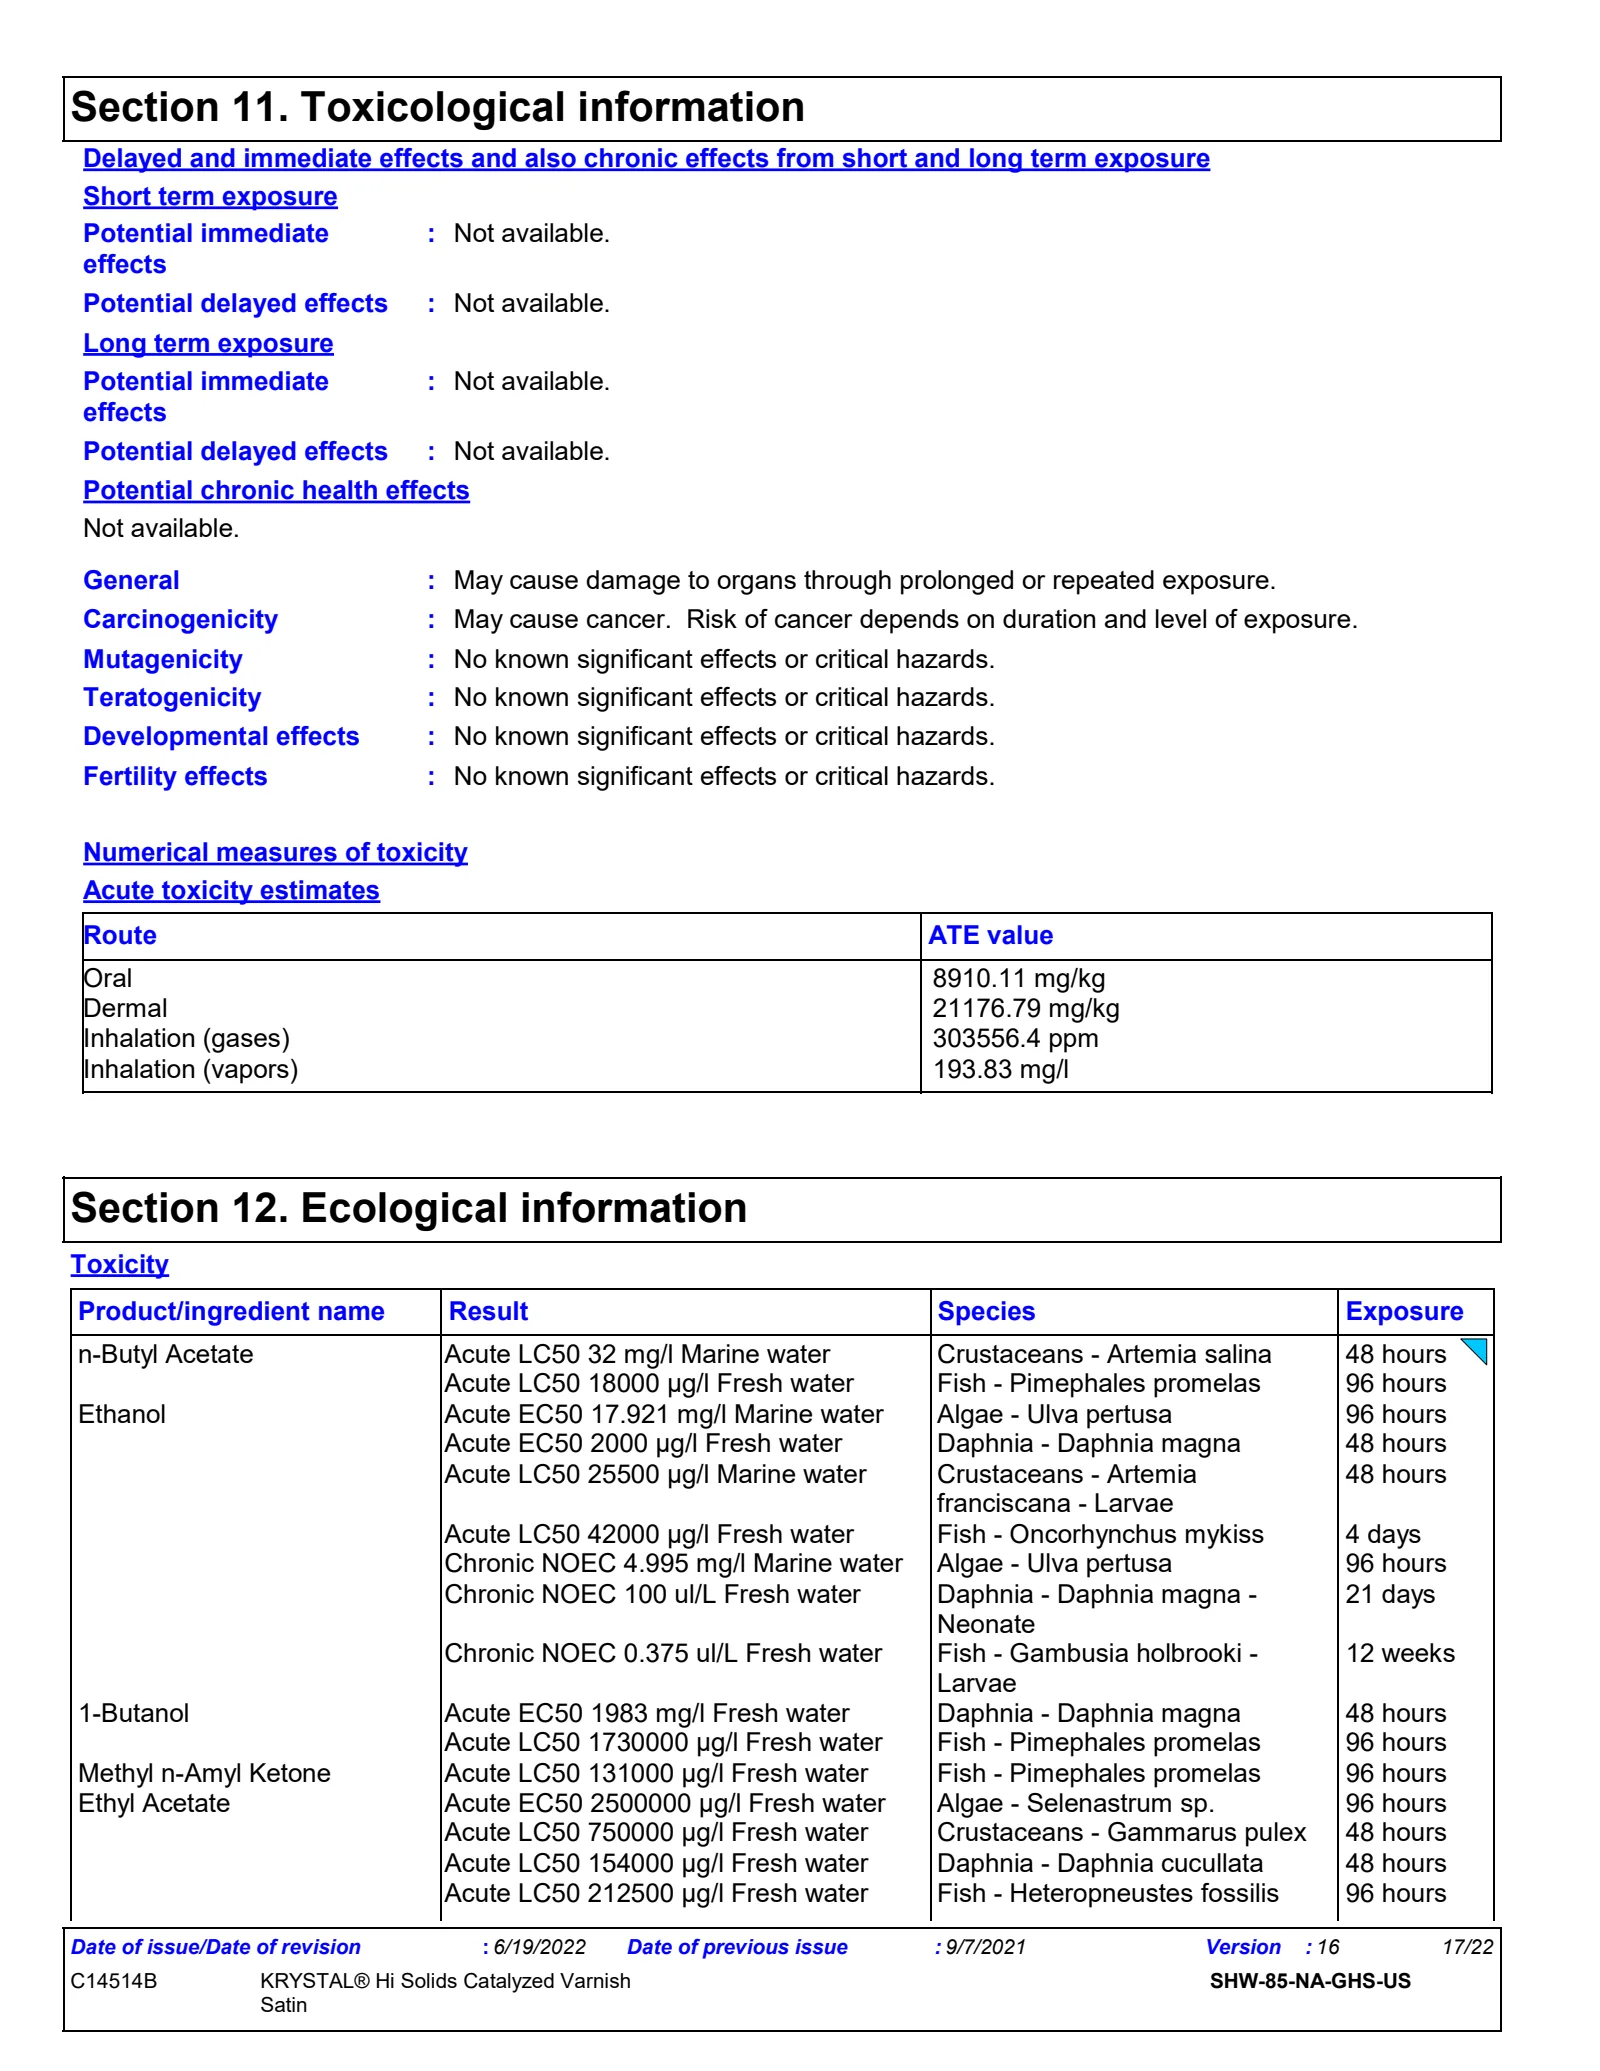 Section 11. Toxicological information
Delayed and immediate effects and also chronic effects from short and long term exposure
Short term exposure
Potential immediate : Not available.
effects
Potential delayed effects : Not available.
Long term exposure
Potential immediate : Not available.
effects
Potential delayed effects : Not available.
Potential chronic health effects
Not available.
General : May cause damage to organs through prolonged or repeated exposure.
Carcinogenicity : May cause cancer.  Risk of cancer depends on duration and level of exposure.
Mutagenicity : No known significant effects or critical hazards.
Teratogenicity : No known significant effects or critical hazards.
Developmental effects : No known significant effects or critical hazards.
Fertility effects : No known significant effects or critical hazards.
Numerical measures of toxicity
Acute toxicity estimates
Route ATE value
Oral 8910.11 mg/kg
Dermal 21176.79 mg/kg
Inhalation (gases) 303556.4 ppm
Inhalation (vapors) 193.83 mg/l
Section 12. Ecological information
Toxicity
Product/ingredient name Result Species Exposure
n-Butyl Acetate Acute LC50 32 mg/l Marine water Crustaceans - Artemia salina 48 hours
Acute LC50 18000 µg/l Fresh water Fish - Pimephales promelas 96 hours
Ethanol Acute EC50 17.921 mg/l Marine water Algae - Ulva pertusa 96 hours
Acute EC50 2000 µg/l Fresh water Daphnia - Daphnia magna 48 hours
Acute LC50 25500 µg/l Marine water Crustaceans - Artemia 48 hours
franciscana - Larvae
Acute LC50 42000 µg/l Fresh water Fish - Oncorhynchus mykiss 4 days
Chronic NOEC 4.995 mg/l Marine water Algae - Ulva pertusa 96 hours
Chronic NOEC 100 ul/L Fresh water Daphnia - Daphnia magna - 21 days
Neonate
Chronic NOEC 0.375 ul/L Fresh water Fish - Gambusia holbrooki - 12 weeks
Larvae
1-Butanol Acute EC50 1983 mg/l Fresh water Daphnia - Daphnia magna 48 hours
Acute LC50 1730000 µg/l Fresh water Fish - Pimephales promelas 96 hours
Methyl n-Amyl Ketone Acute LC50 131000 µg/l Fresh water Fish - Pimephales promelas 96 hours
Ethyl Acetate Acute EC50 2500000 µg/l Fresh water Algae - Selenastrum sp. 96 hours
Acute LC50 750000 µg/l Fresh water Crustaceans - Gammarus pulex 48 hours
Acute LC50 154000 µg/l Fresh water Daphnia - Daphnia cucullata 48 hours
Acute LC50 212500 µg/l Fresh water Fish - Heteropneustes fossilis 96 hours
Date of issue/Date of revision : 6/19/2022 Date of previous issue : 9/7/2021 Version : 16 17/22
C14514B KRYSTAL® Hi Solids Catalyzed Varnish SHW-85-NA-GHS-US
Satin